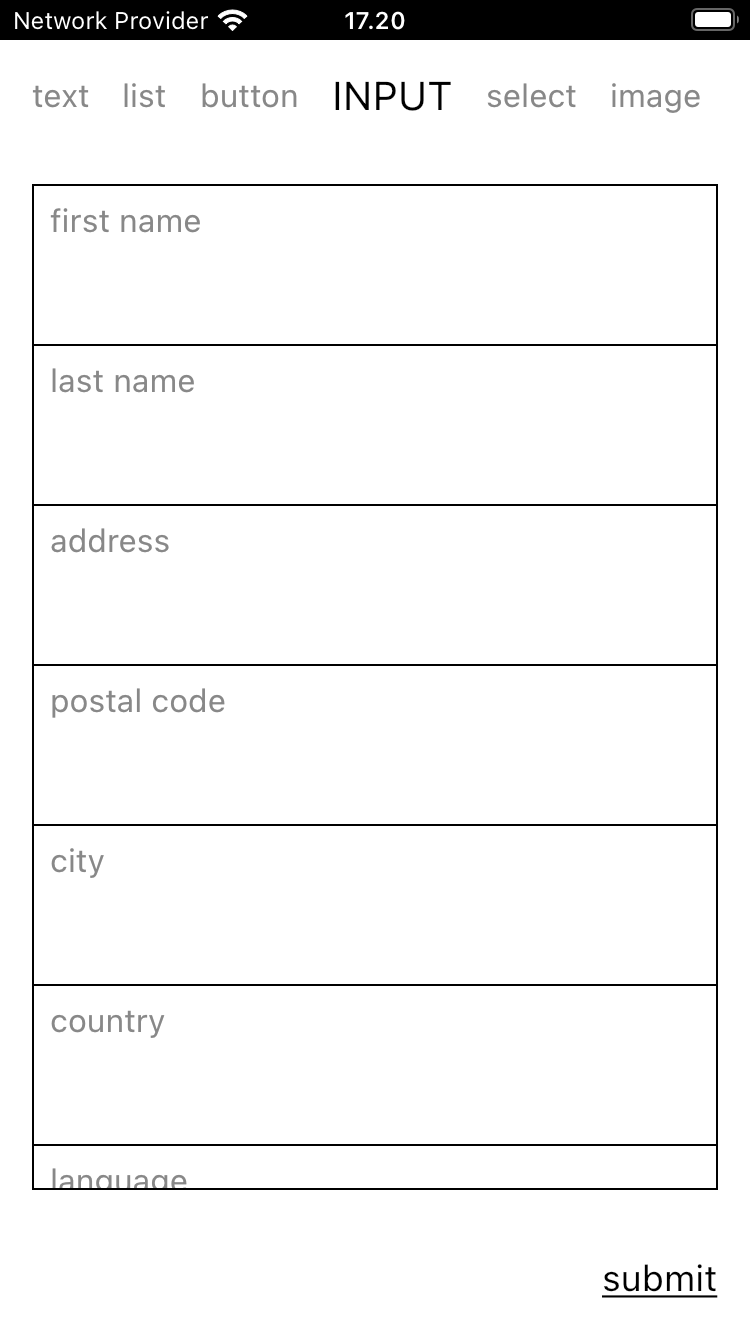 Network Provider 17.20
text list button INPUT select image
first name
last name
address
postal code
city
country
language
submit